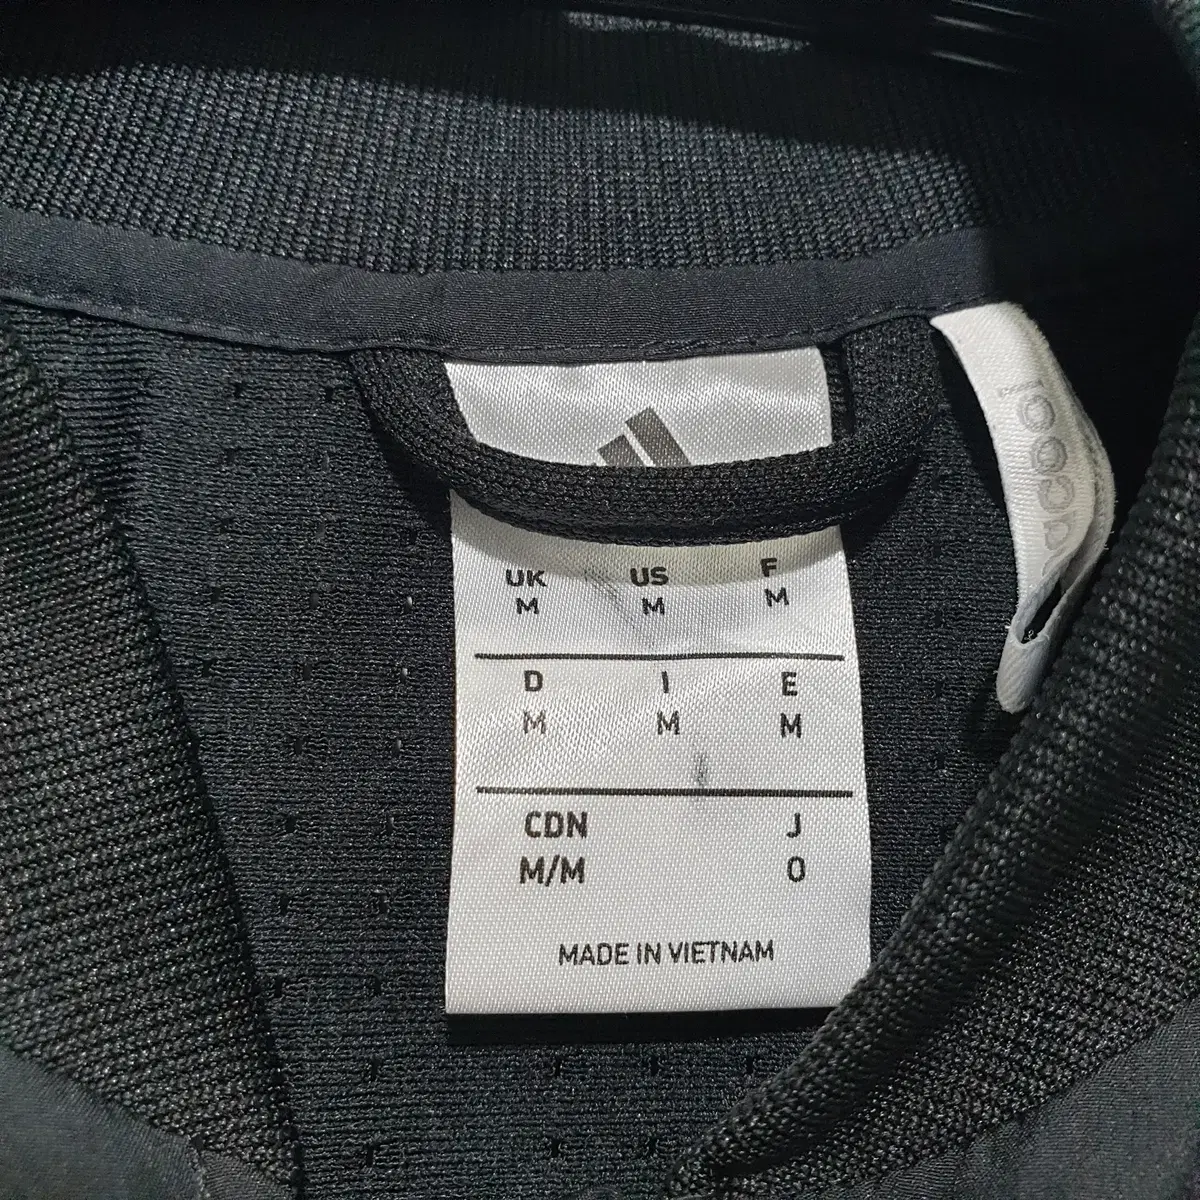 UK US F
M M M
D I E
M M M
CDN J
M/M O
MADE IN VIETNAM